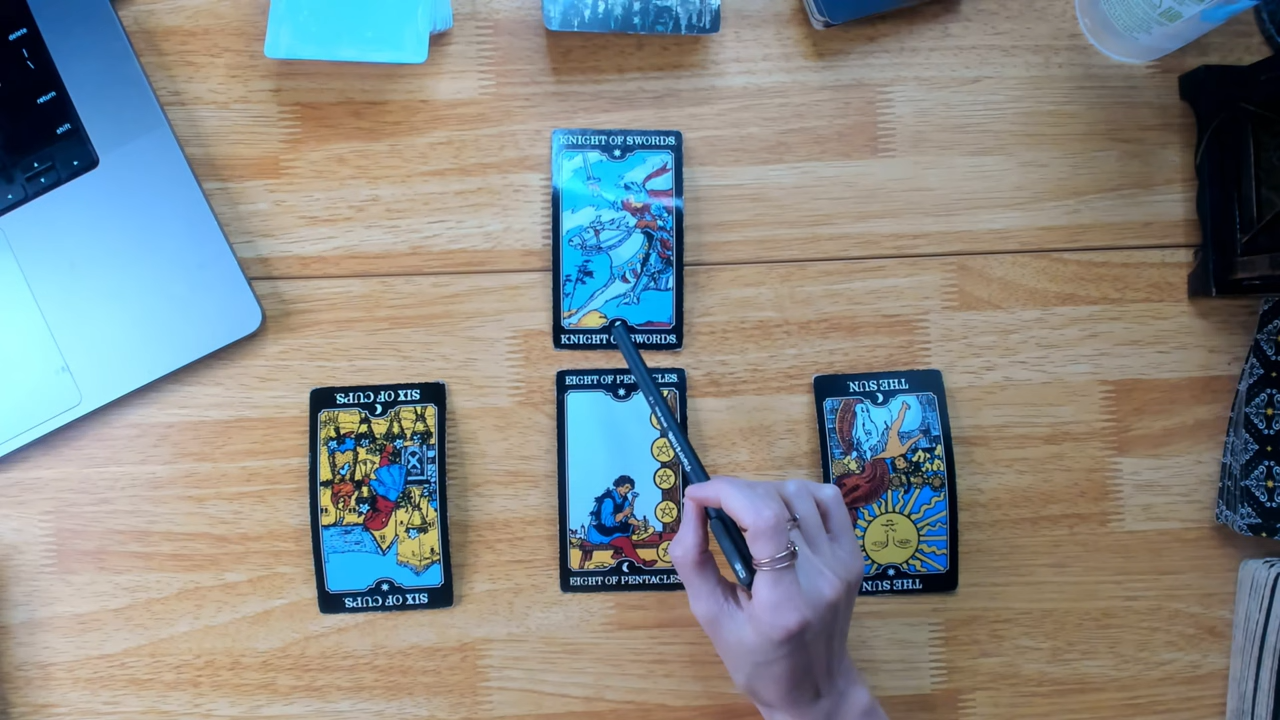 delete
return
shift
KNIGHT OF SWORDS.
KNIGHT OF SWORDS.
SIX OF CUPS.
SIX OF CUPS.
EIGHT OF PENTACLES.
EIGHT OF PENTACLES
THE SUN.
THE SUN